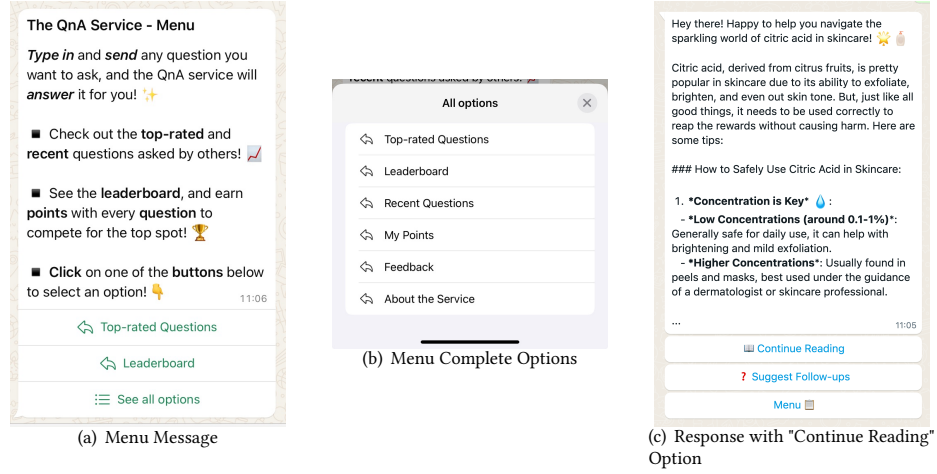 The QnA Service - Menu
Type in and send any question you
want to ask, and the QnA service will
answer it for you! ✨
▪️ Check out the top-rated and
recent questions asked by others! 📈
▪️ See the leaderboard, and earn
points with every question to
compete for the top spot! 🏆
▪️ Click on one of the buttons below
to select an option! 👇
11:06
Top-rated Questions
Leaderboard
See all options
(a) Menu Message
recent questions asked by others! 📈
All options
Top-rated Questions
Leaderboard
Recent Questions
My Points
Feedback
About the Service
(b) Menu Complete Options
Hey there! Happy to help you navigate the
sparkling world of citric acid in skincare! 🌟🧴
Citric acid, derived from citrus fruits, is pretty
popular in skincare due to its ability to exfoliate,
brighten, and even out skin tone. But, just like all
good things, it needs to be used correctly to
reap the rewards without causing harm. Here are
some tips:
### How to Safely Use Citric Acid in Skincare:
1. *Concentration is Key* 💧:
- *Low Concentrations (around 0.1-1%)*:
Generally safe for daily use, it can help with
brightening and mild exfoliation.
- *Higher Concentrations*: Usually found in
peels and masks, best used under the guidance
of a dermatologist or skincare professional.
...
11:05
📖 Continue Reading
❓ Suggest Follow-ups
Menu 📋
(c) Response with "Continue Reading"
Option